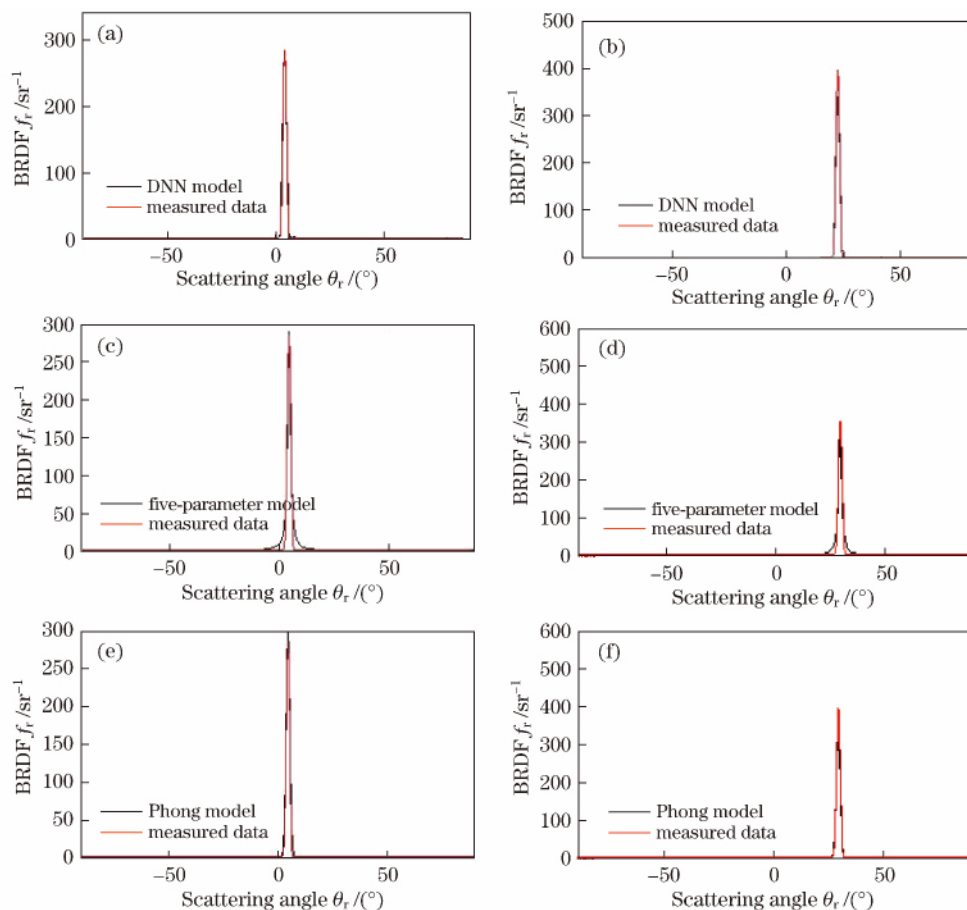 (a)
BRDF fr /sr⁻¹
300
200
100
0
DNN model
measured data
−50
0
50
Scattering angle θr /(°)
(b)
BRDF fr /sr⁻¹
500
400
300
200
100
0
DNN model
measured data
−50
0
50
Scattering angle θr /(°)
(c)
BRDF fr /sr⁻¹
300
250
200
150
100
50
0
five-parameter model
measured data
−50
0
50
Scattering angle θr /(°)
(d)
BRDF fr /sr⁻¹
600
500
400
300
200
100
0
five-parameter model
measured data
−50
0
50
Scattering angle θr /(°)
(e)
BRDF fr /sr⁻¹
300
250
200
150
100
50
0
Phong model
measured data
−50
0
50
Scattering angle θr /(°)
(f)
BRDF fr /sr⁻¹
600
500
400
300
200
100
0
Phong model
measured data
−50
0
50
Scattering angle θr /(°)